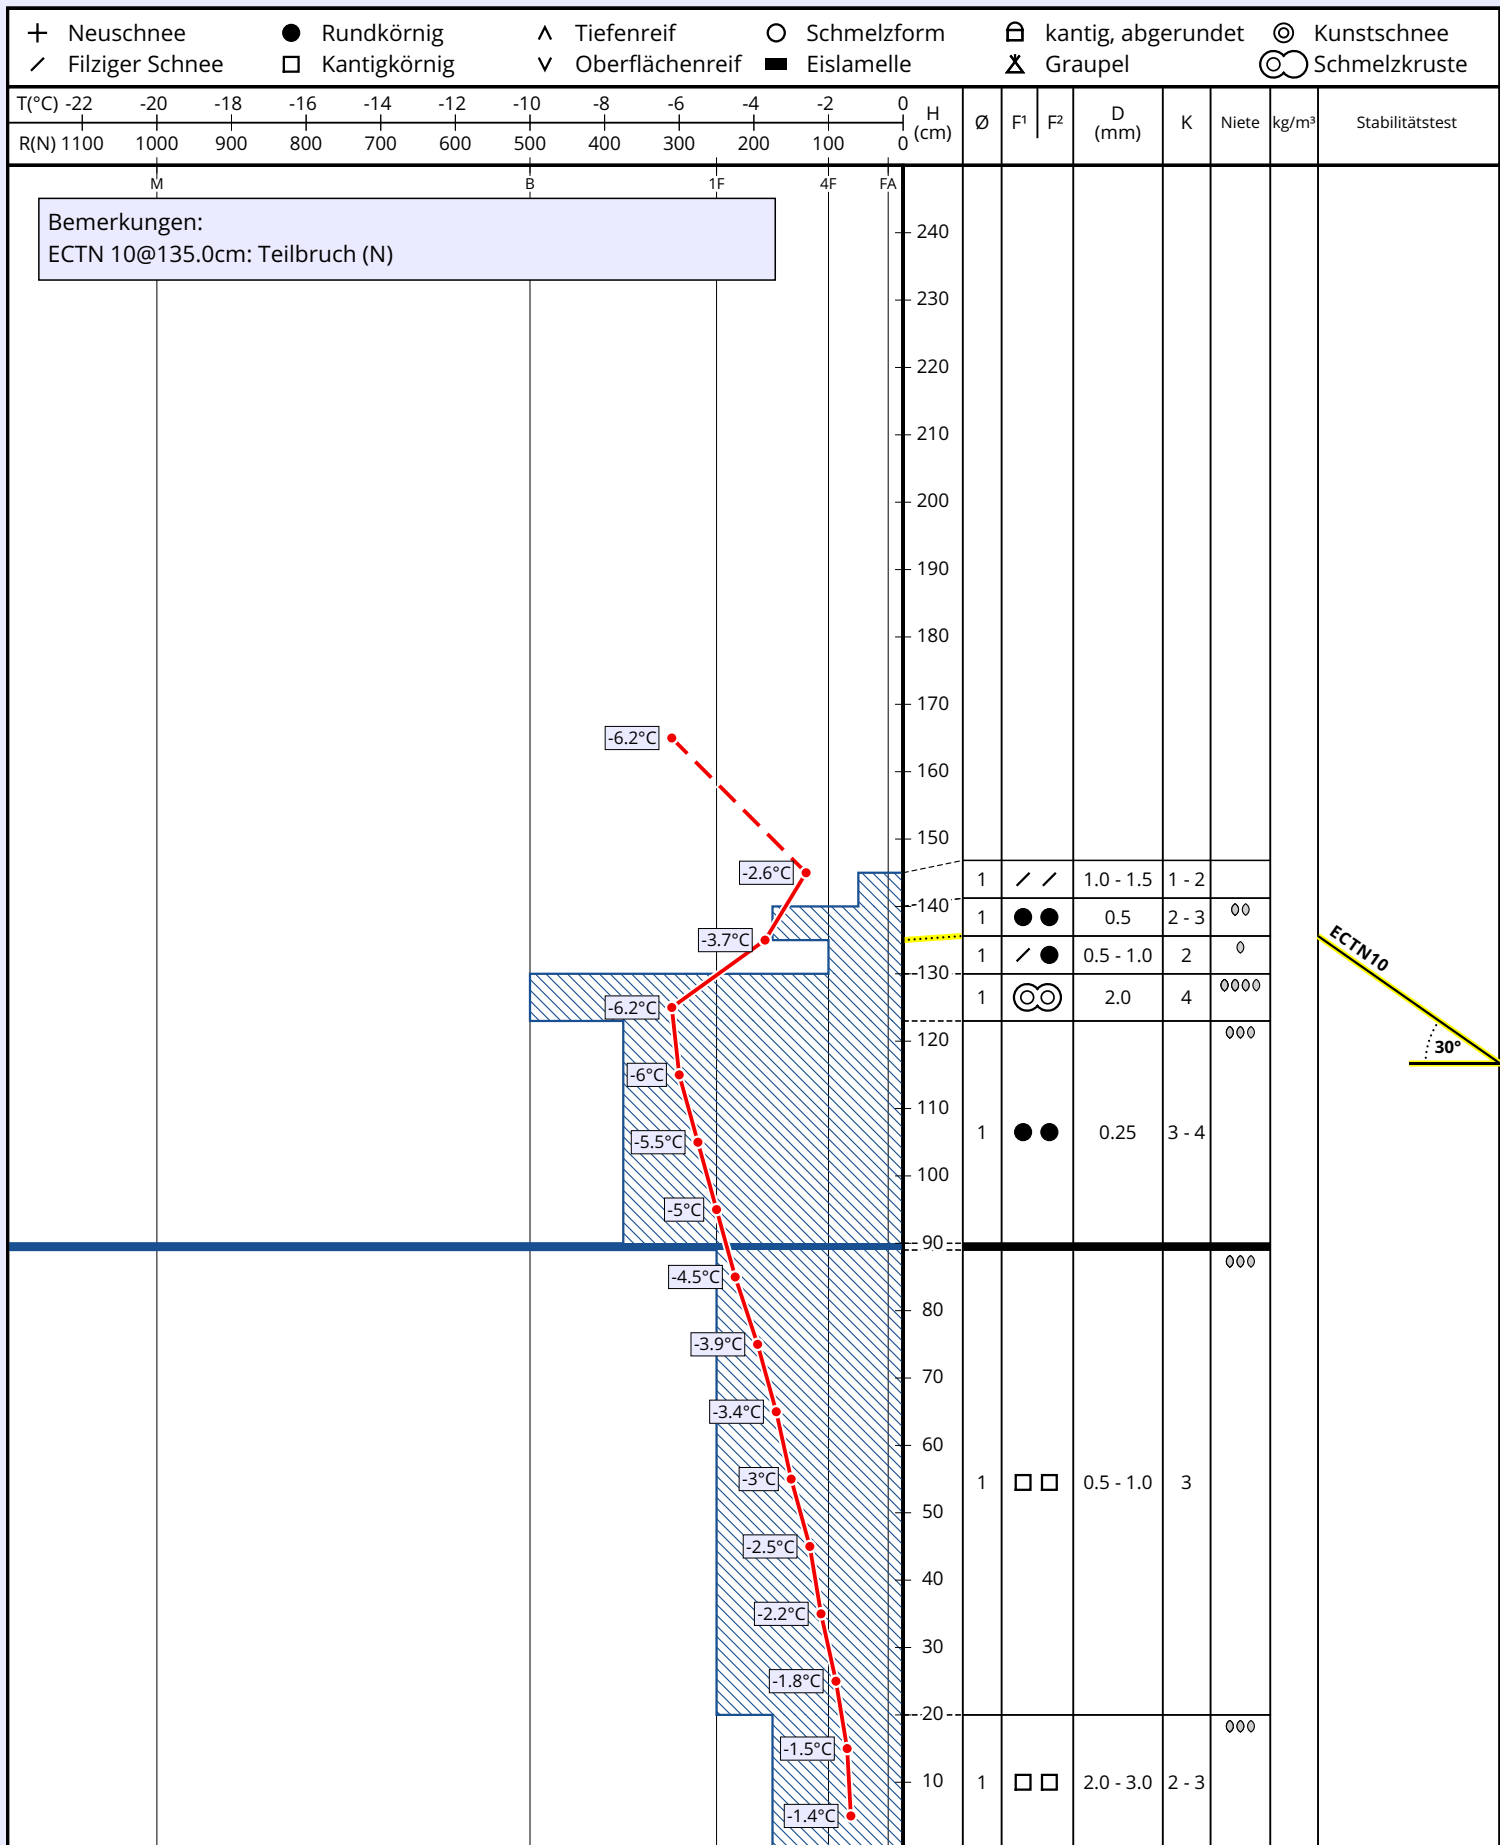 Neuschnee Rundkörnig Tiefenreif Schmelzform kantig, abgerundet Kunstschnee
Filziger Schnee Kantigkörnig Oberflächenreif Eislamelle Graupel Schmelzkruste
T(°C) -22 -20 -18 -16 -14 -12 -10 -8 -6 -4 -2 0
R(N) 1100 1000 900 800 700 600 500 400 300 200 100 0
H (cm) Ø F¹ F² D (mm) K Niete kg/m³ Stabilitätstest
M B 1F 4F FA
Bemerkungen:
ECTN 10@135.0cm: Teilbruch (N)
240
230
220
210
200
190
180
170
-6.2°C
160
150
-2.6°C
1 1.0 - 1.5 1 - 2
140
1 0.5 2 - 3
-3.7°C
ECTN10
1 0.5 - 1.0 2
130
1 2.0 4
-6.2°C
120
30°
-6°C
110
1 0.25 3 - 4
-5.5°C
100
-5°C
90
-4.5°C
80
-3.9°C
70
-3.4°C
60
-3°C
1 0.5 - 1.0 3
50
-2.5°C
40
-2.2°C
30
-1.8°C
20
-1.5°C
10
1 2.0 - 3.0 2 - 3
-1.4°C